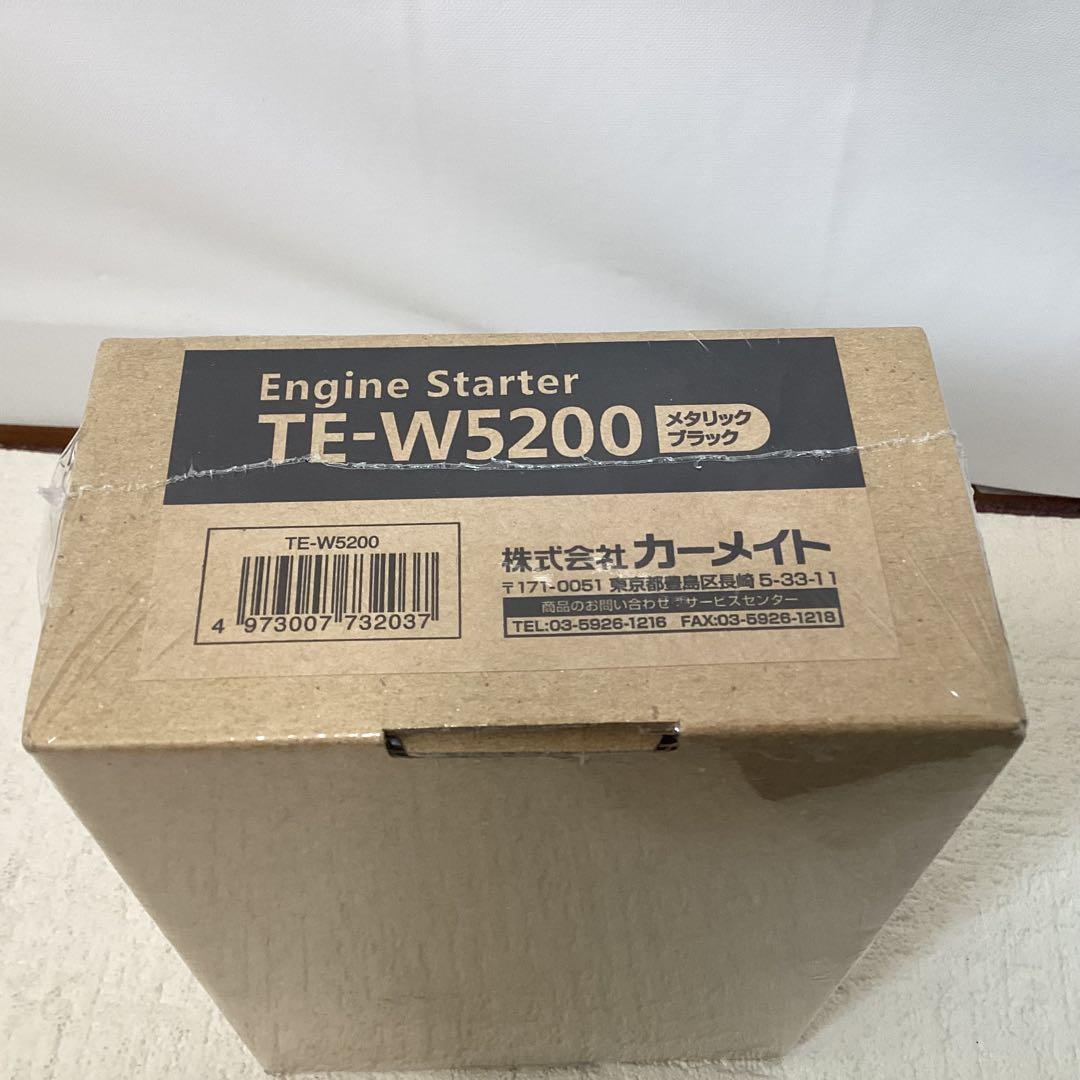 Engine Starter
TE-W5200
メタリック
ブラック
TE-W5200
4 973007 732037
株式会社 カーメイト
〒171-0051 東京都豊島区長崎 5-33-11
商品のお問い合わせ サービスセンター
TEL:03-5926-1216 FAX:03-5926-1218